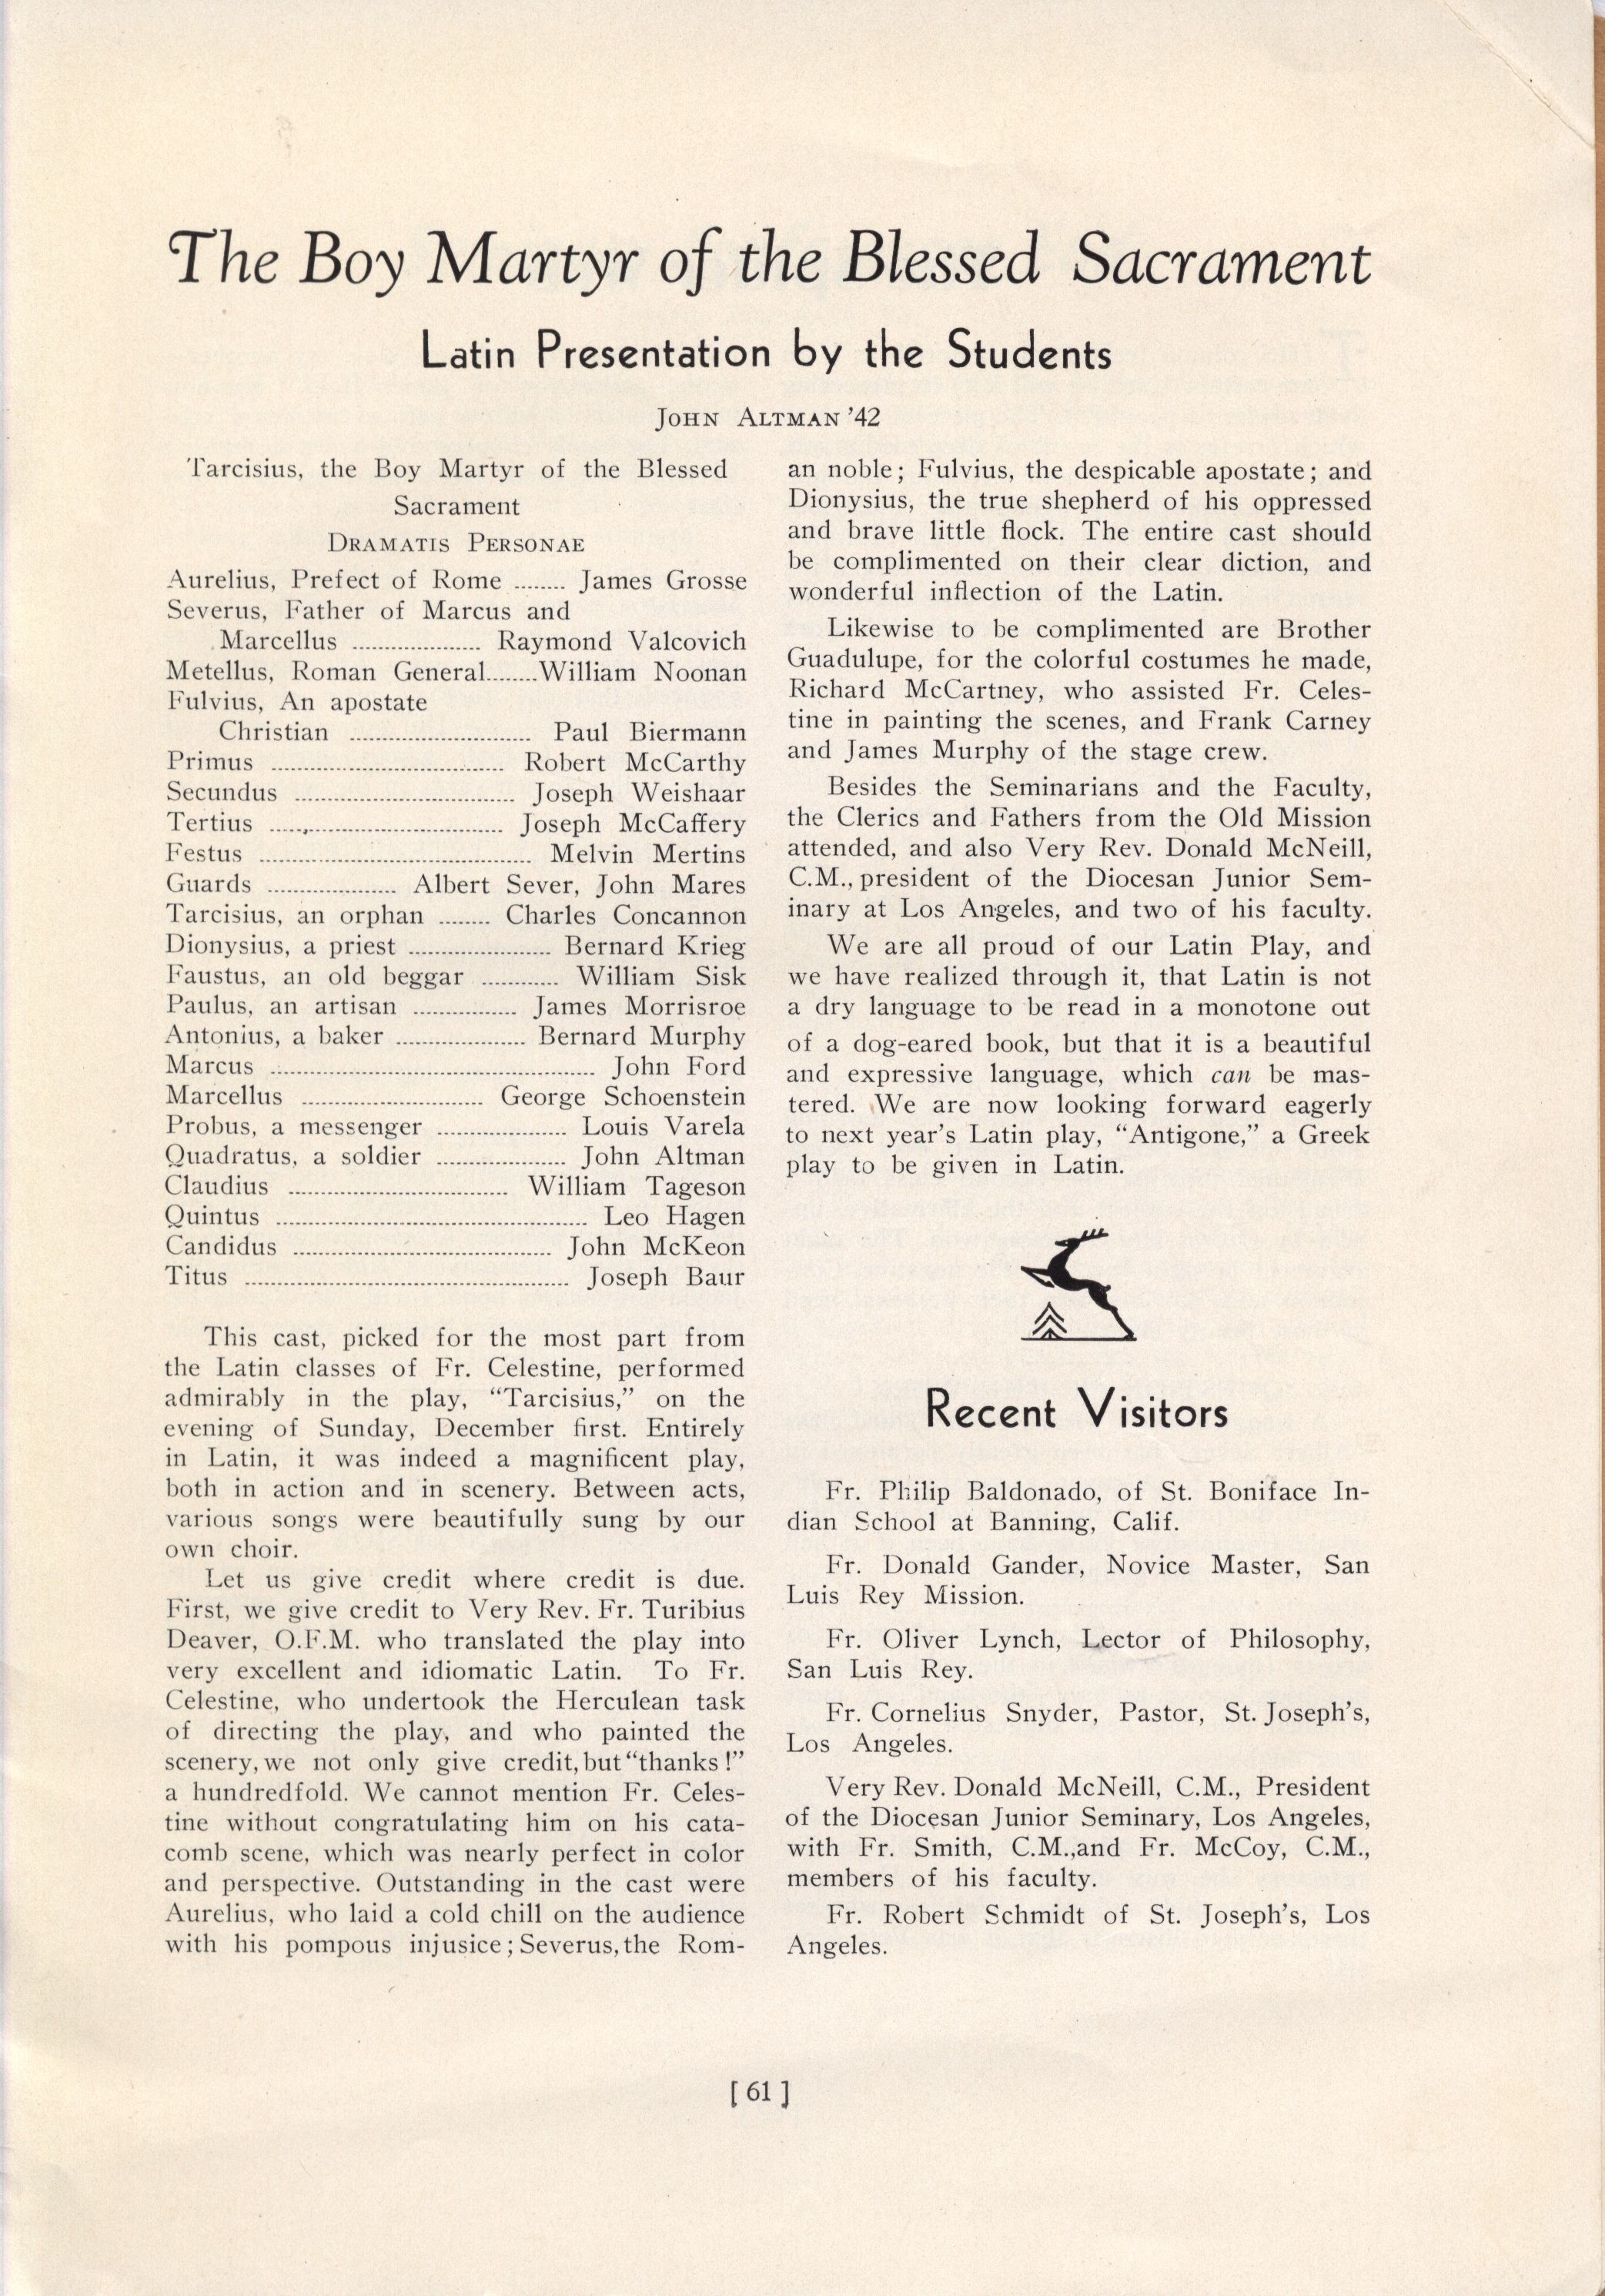 The Boy Martyr of the Blessed Sacrament
Latin Presentation by the Students
John Altman '42
Tarcisius, the Boy Martyr of the Blessed
Sacrament
Dramatis Personae
Aurelius, Prefect of Rome ........ James Grosse
Severus, Father of Marcus and
Marcellus .................... Raymond Valcovich
Metellus, Roman General........William Noonan
Fulvius, An apostate
Christian ............................ Paul Biermann
Primus .................................... Robert McCarthy
Secundus .................................. Joseph Weishaar
Tertius .................................... Joseph McCaffery
Festus .......................................... Melvin Mertins
Guards .................... Albert Sever, John Mares
Tarcisius, an orphan ........ Charles Concannon
Dionysius, a priest ...................... Bernard Krieg
Faustus, an old beggar ............ William Sisk
Paulus, an artisan ................ James Morrisroe
Antonius, a baker .................... Bernard Murphy
Marcus .................................................. John Ford
Marcellus ............................ George Schoenstein
Probus, a messenger .................... Louis Varela
Quadratus, a soldier .................... John Altman
Claudius .................................. William Tageson
Quintus ................................................ Leo Hagen
Candidus ........................................ John McKeon
Titus .................................................. Joseph Baur
This cast, picked for the most part from
the Latin classes of Fr. Celestine, performed
admirably in the play, "Tarcisius," on the
evening of Sunday, December first. Entirely
in Latin, it was indeed a magnificent play,
both in action and in scenery. Between acts,
various songs were beautifully sung by our
own choir.
Let us give credit where credit is due.
First, we give credit to Very Rev. Fr. Turibius
Deaver, O.F.M. who translated the play into
very excellent and idiomatic Latin. To Fr.
Celestine, who undertook the Herculean task
of directing the play, and who painted the
scenery, we not only give credit, but "thanks!"
a hundredfold. We cannot mention Fr. Celes-
tine without congratulating him on his cata-
comb scene, which was nearly perfect in color
and perspective. Outstanding in the cast were
Aurelius, who laid a cold chill on the audience
with his pompous injusice; Severus, the Rom-
an noble; Fulvius, the despicable apostate; and
Dionysius, the true shepherd of his oppressed
and brave little flock. The entire cast should
be complimented on their clear diction, and
wonderful inflection of the Latin.
Likewise to be complimented are Brother
Guadulupe, for the colorful costumes he made,
Richard McCartney, who assisted Fr. Celes-
tine in painting the scenes, and Frank Carney
and James Murphy of the stage crew.
Besides the Seminarians and the Faculty,
the Clerics and Fathers from the Old Mission
attended, and also Very Rev. Donald McNeill,
C.M., president of the Diocesan Junior Sem-
inary at Los Angeles, and two of his faculty.
We are all proud of our Latin Play, and
we have realized through it, that Latin is not
a dry language to be read in a monotone out
of a dog-eared book, but that it is a beautiful
and expressive language, which can be mas-
tered. We are now looking forward eagerly
to next year's Latin play, "Antigone," a Greek
play to be given in Latin.
Recent Visitors
Fr. Philip Baldonado, of St. Boniface In-
dian School at Banning, Calif.
Fr. Donald Gander, Novice Master, San
Luis Rey Mission.
Fr. Oliver Lynch, Lector of Philosophy,
San Luis Rey.
Fr. Cornelius Snyder, Pastor, St. Joseph's,
Los Angeles.
Very Rev. Donald McNeill, C.M., President
of the Diocesan Junior Seminary, Los Angeles,
with Fr. Smith, C.M.,and Fr. McCoy, C.M.,
members of his faculty.
Fr. Robert Schmidt of St. Joseph's, Los
Angeles.
[ 61 ]